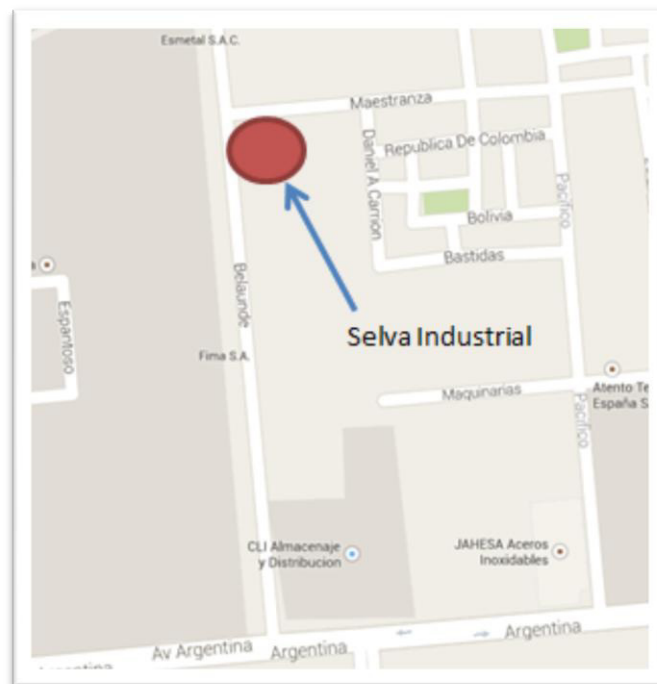 Esmetal S.A.C.
Maestranza
Daniel A Carrion
Republica De Colombia
Pacifico
Bolivia
Bastidas
Belaunde
Espantoso
Selva Industrial
Fima S.A.
Maquinarias
Atento Te
España S
Pacifico
CLI Almacenaje
y Distribucion
JAHESA Aceros
Inoxidables
Av Argentina
Argentina
Argentina